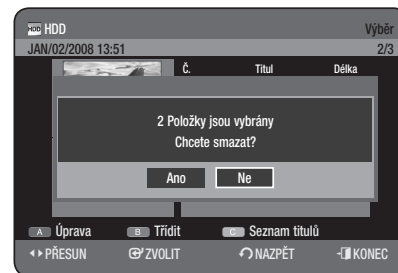 HDD HDD Výběr
JAN/02/2008 13:51 2/3
Č. Titul Délka
2 Položky jsou vybrány
Chcete smazat?
Ano Ne
A Úprava B Třídit C Seznam titulů
PŘESUN ZVOLIT NAZPĚT KONEC